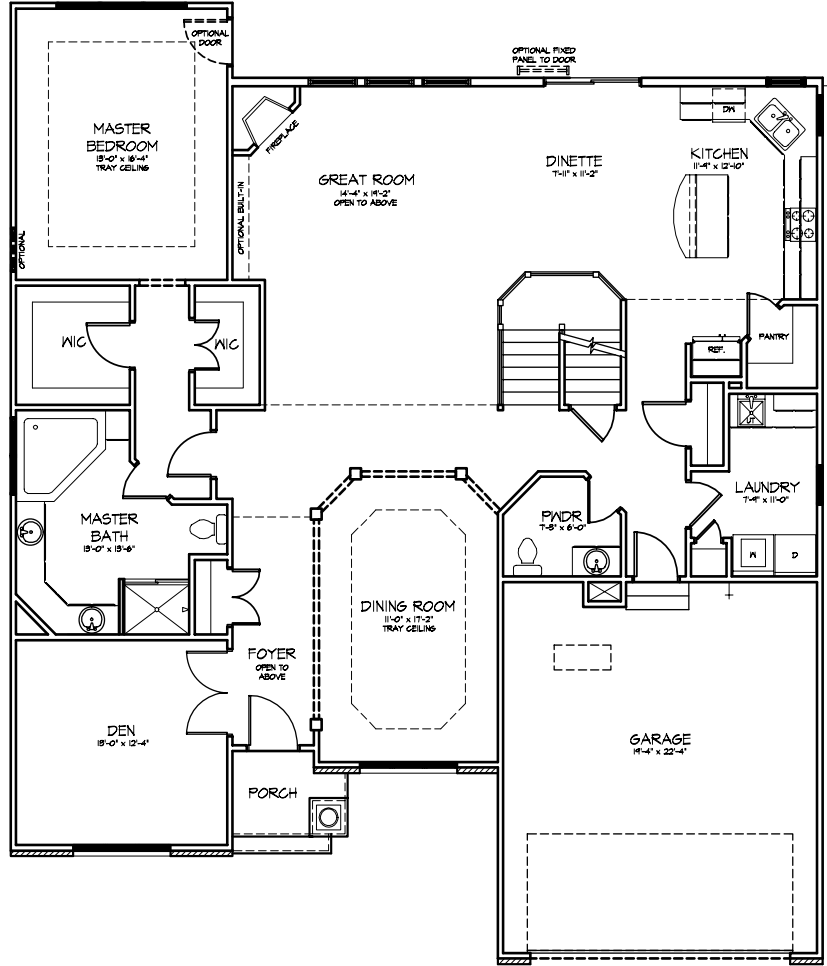 OPTIONAL
DOOR
OPTIONAL FIXED
PANEL TO DOOR
MASTER
BEDROOM
13'-0" x 16'-4"
TRAY CEILING
FIREPLACE
DW
GREAT ROOM
14'-4" x 19'-2"
OPEN TO ABOVE
DINETTE
7'-11" x 11'-2"
KITCHEN
11'-9" x 12'-10"
OPTIONAL BUILT-IN
OPTIONAL
WIC
WIC
REF.
PANTRY
MASTER
BATH
13'-0" x 13'-6"
PWDR
7'-5" x 6'-0"
LAUNDRY
7'-9" x 11'-0"
W
D
DINING ROOM
11'-0" x 17'-2"
TRAY CEILING
FOYER
OPEN TO
ABOVE
DEN
13'-0" x 12'-4"
GARAGE
19'-4" x 22'-4"
PORCH